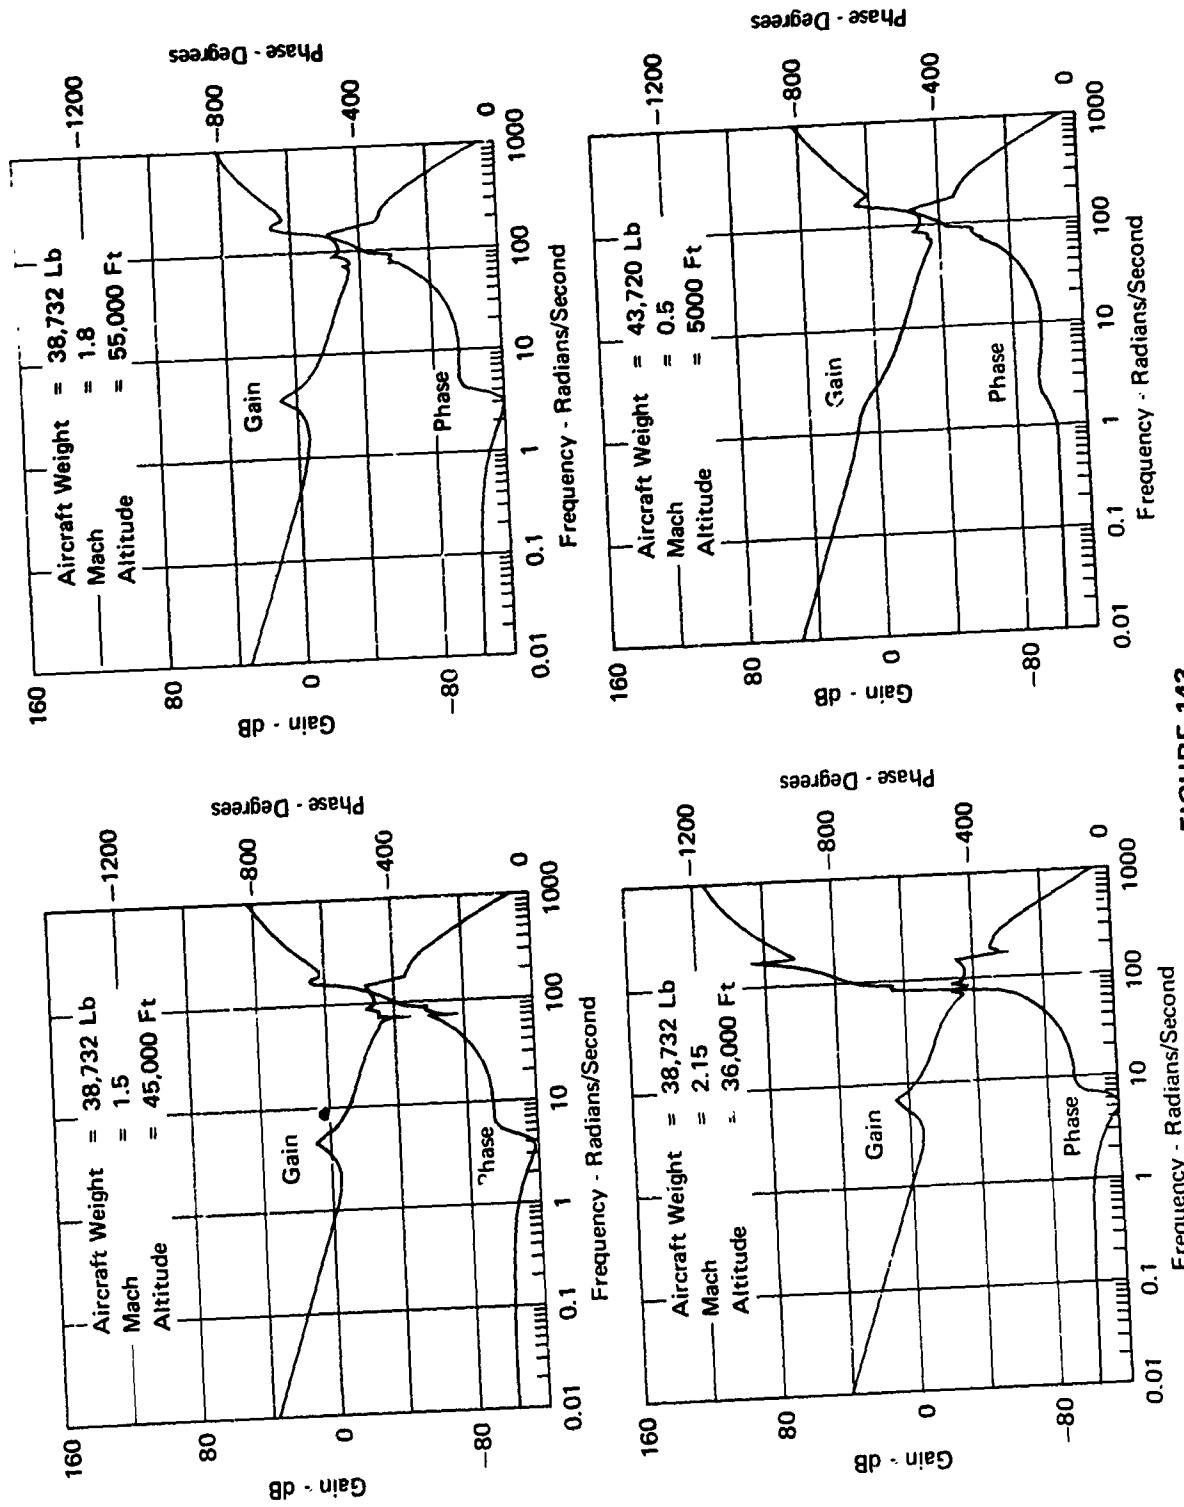 Aircraft Weight = 38,732 Lb
Mach = 1.5
Altitude = 45,000 Ft
Gain
Phase
160
80
0
-80
Gain - dB
-1200
-800
-400
0
Phase - Degrees
0.01 0.1 1 10 100 1000
Frequency - Radians/Second
Aircraft Weight = 38,732 Lb
Mach = 1.8
Altitude = 55,000 Ft
Gain
Phase
160
80
0
-80
Gain - dB
-1200
-800
-400
0
Phase - Degrees
0.01 0.1 1 10 100 1000
Frequency - Radians/Second
Aircraft Weight = 38,732 Lb
Mach = 2.15
Altitude = 36,000 Ft
Gain
Phase
160
80
0
-80
Gain - dB
-1200
-800
-400
0
Phase - Degrees
0.01 0.1 1 10 100 1000
Frequency - Radians/Second
Aircraft Weight = 43,720 Lb
Mach = 0.5
Altitude = 5000 Ft
Gain
Phase
160
80
0
-80
Gain - dB
-1200
-800
-400
0
Phase - Degrees
0.01 0.1 1 10 100 1000
Frequency - Radians/Second
FIGURE 143